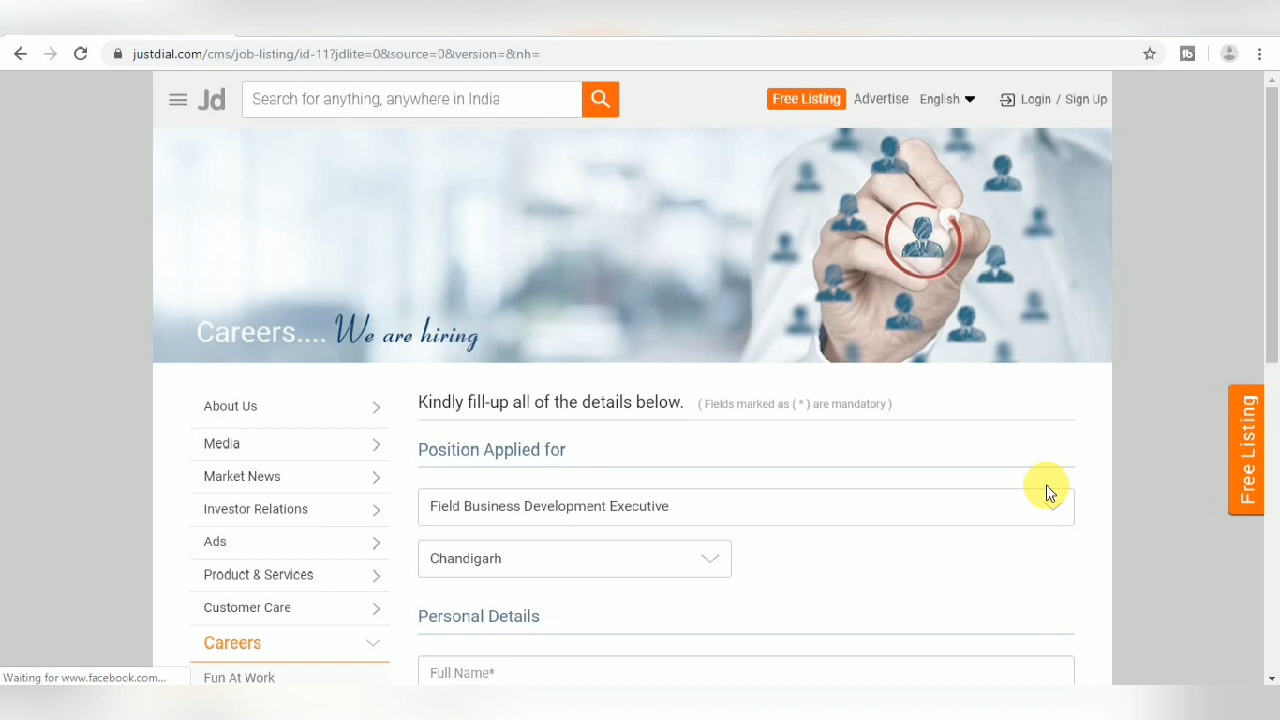 justdial.com/cms/job-listing/id-11?jdlite=0&source=0&version=&nh=
Jd
Search for anything, anywhere in India
Free Listing
Advertise
English
Login / Sign Up
Careers.... We are hiring
About Us
Media
Market News
Investor Relations
Ads
Product & Services
Customer Care
Careers
Fun At Work
Kindly fill-up all of the details below. ( Fields marked as ( * ) are mandatory )
Position Applied for
Field Business Development Executive
Chandigarh
Personal Details
Full Name*
Free Listing
Waiting for www.facebook.com...